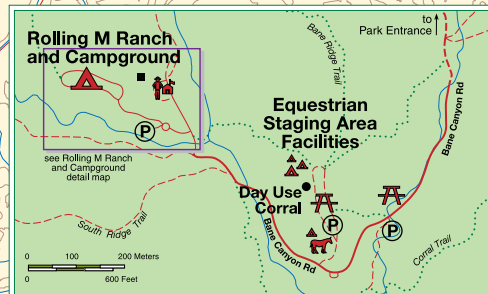 to
Park Entrance
Rolling M Ranch
and Campground
Bane Ridge Trail
Bane Canyon Rd
P
see Rolling M Ranch
and Campground
detail map
Equestrian
Staging Area
Facilities
Day Use
Corral
P
P
South Ridge Trail
Bane Canyon Rd
Corral Trail
0 100 200 Meters
0 600 Feet